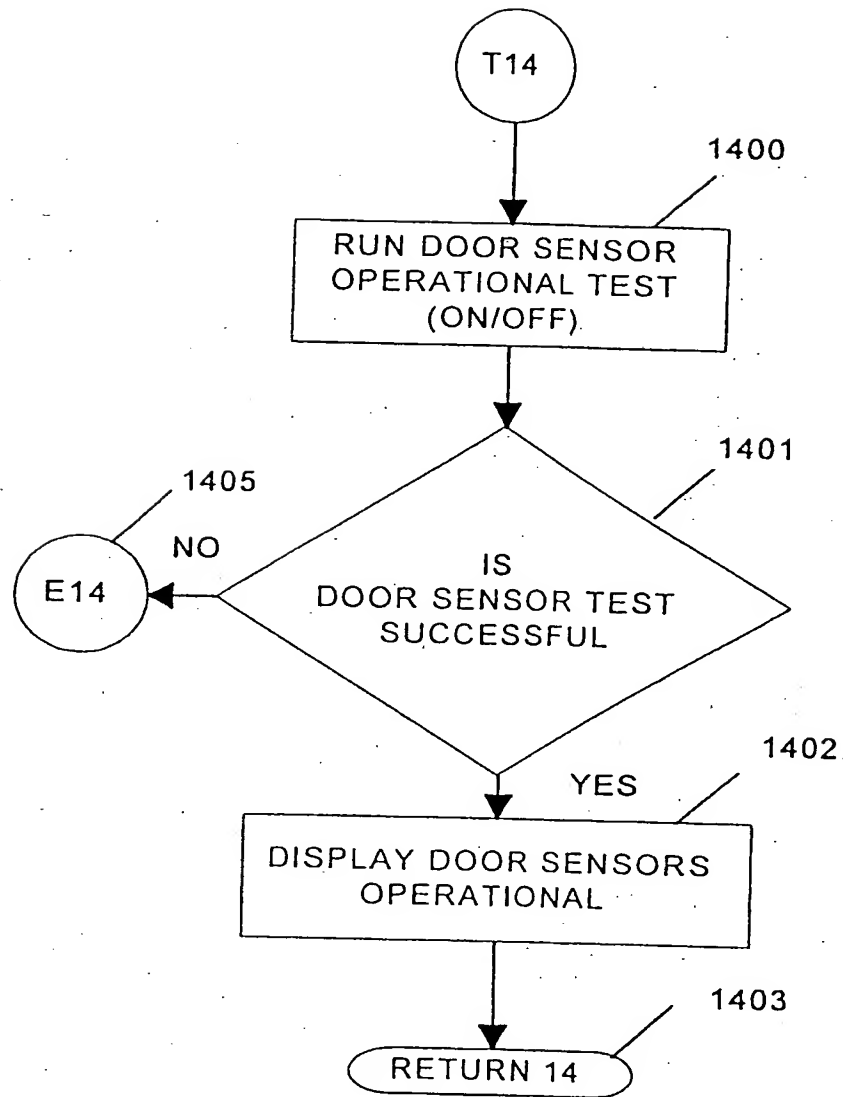 T14
1400
RUN DOOR SENSOR
OPERATIONAL TEST
(ON/OFF)
1401
1405
NO
E14
IS
DOOR SENSOR TEST
SUCCESSFUL
1402
YES
DISPLAY DOOR SENSORS
OPERATIONAL
1403
RETURN 14